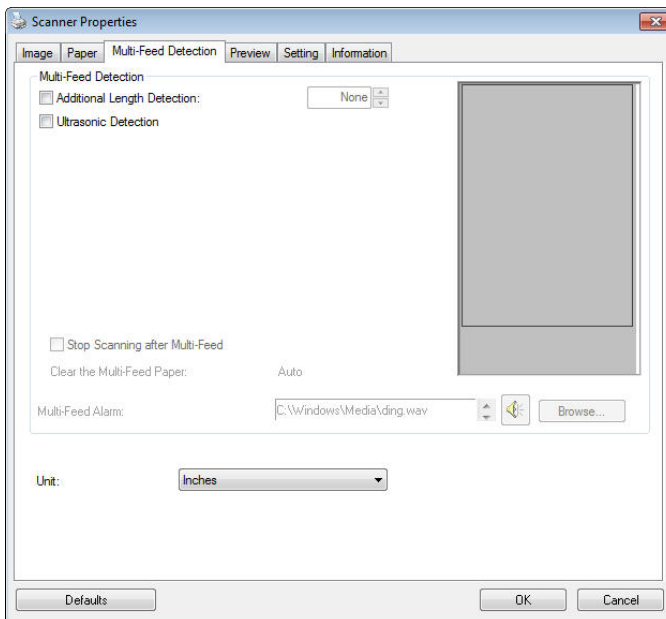 Scanner Properties
Image Paper Multi-Feed Detection Preview Setting Information
Multi-Feed Detection
Additional Length Detection: None
Ultrasonic Detection
Stop Scanning after Multi-Feed
Clear the Multi-Feed Paper: Auto
Multi-Feed Alarm: C:\Windows\Media\ding.wav Browse...
Unit: Inches
Defaults OK Cancel